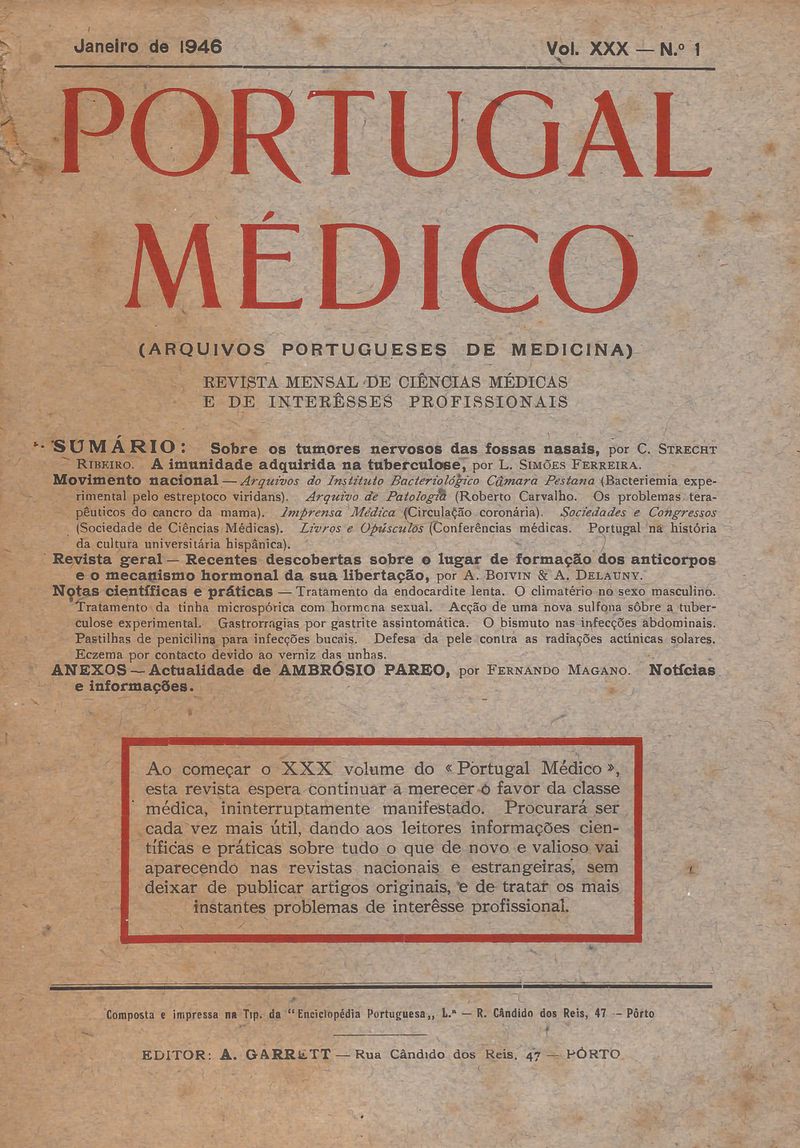 Janeiro de 1946
Vol. XXX — N.º 1
PORTUGAL
MÉDICO
(ARQUIVOS PORTUGUESES DE MEDICINA)
REVISTA MENSAL DE CIÊNCIAS MÉDICAS
E DE INTERÊSSES PROFISSIONAIS
SUMÁRIO: Sobre os tumores nervosos das fossas nasais, por C. STRECHT
RIBEIRO. A imunidade adquirida na tuberculose, por L. SIMÕES FERREIRA.
Movimento nacional — Arquivos do Instituto Bacteriológico Câmara Pestana (Bacteriemia expe-
rimental pelo estreptoco viridans). Arquivo de Patologia (Roberto Carvalho. Os problemas tera-
pêuticos do cancro da mama). Imprensa Médica (Circulação coronária). Sociedades e Congressos
(Sociedade de Ciências Médicas). Livros e Opúsculos (Conferências médicas. Portugal na história
da cultura universitária hispânica).
Revista geral — Recentes descobertas sobre o lugar de formação dos anticorpos
e o mecanismo hormonal da sua libertação, por A. BOIVIN & A. DELAUNY.
Notas científicas e práticas — Tratamento da endocardite lenta. O climatério no sexo masculino.
Tratamento da tinha microspórica com hormona sexual. Acção de uma nova sulfona sôbre a tuber-
culose experimental. Gastrorragias por gastrite assintomática. O bismuto nas infecções abdominais.
Pastilhas de penicilina para infecções bucais. Defesa da pele contra as radiações actínicas solares.
Eczema por contacto devido ao verniz das unhas.
ANEXOS — Actualidade de AMBRÓSIO PAREO, por FERNANDO MAGANO. Notícias
e informações.
Ao começar o XXX volume do «Portugal Médico»,
esta revista espera continuar a merecer o favor da classe
médica, ininterruptamente manifestado. Procurará ser
cada vez mais útil, dando aos leitores informações cien-
tíficas e práticas sobre tudo o que de novo e valioso vai
aparecendo nas revistas nacionais e estrangeiras, sem
deixar de publicar artigos originais, e de tratar os mais
instantes problemas de interêsse profissional.
Composta e impressa na Tip. da “Enciclopédia Portuguesa„ L.ª — R. Cândido dos Reis, 47 — Pôrto
EDITOR: A. GARRETT — Rua Cândido dos Reis, 47 — PÔRTO